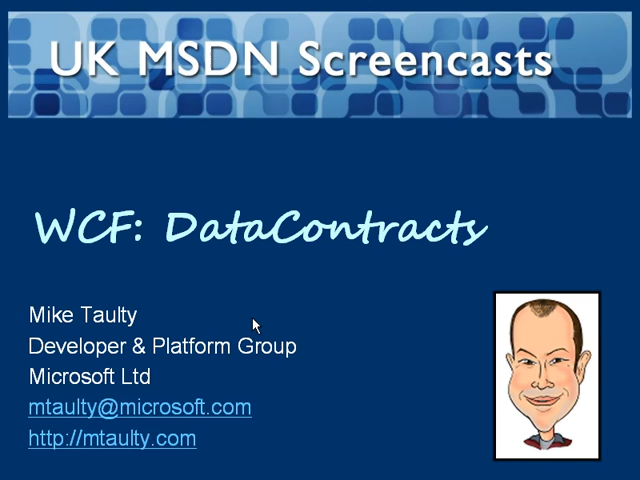 UK MSDN Screencasts
WCF: DataContracts
Mike Taulty
Developer & Platform Group
Microsoft Ltd
mtaulty@microsoft.com
http://mtaulty.com